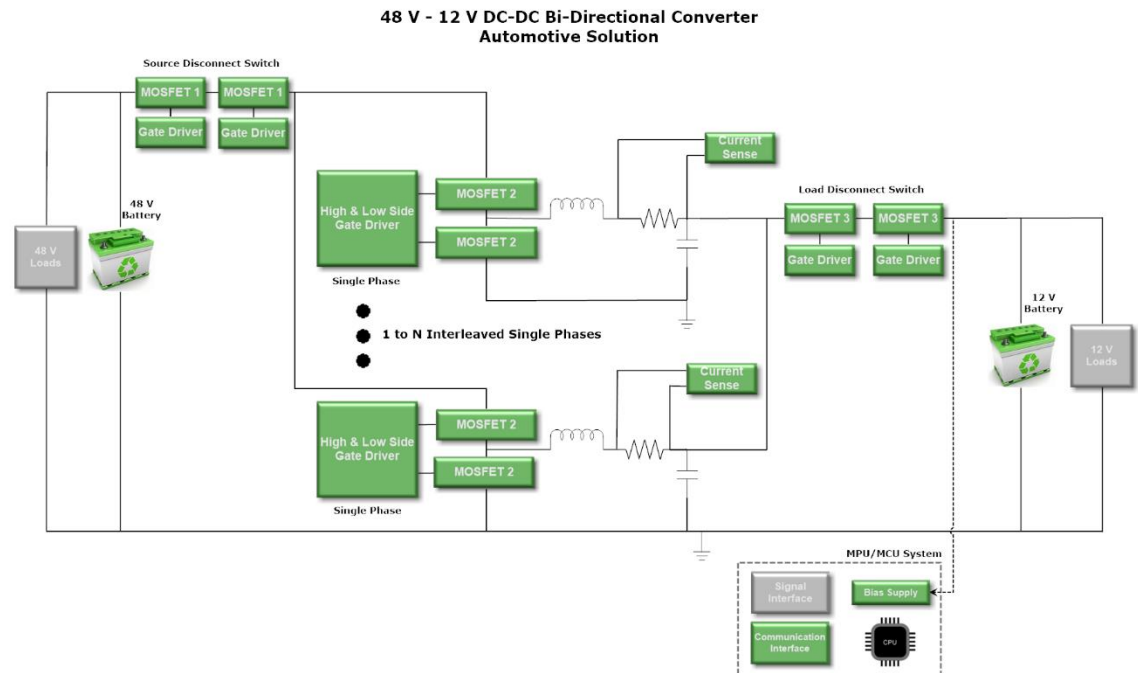 48 V - 12 V DC-DC Bi-Directional Converter
Automotive Solution
Source Disconnect Switch
MOSFET 1
MOSFET 1
Gate Driver
Gate Driver
Current
Sense
48 V
Battery
High & Low Side
Gate Driver
MOSFET 2
MOSFET 2
Load Disconnect Switch
MOSFET 3
MOSFET 3
Gate Driver
Gate Driver
48 V
Loads
Single Phase
12 V
Battery
1 to N Interleaved Single Phases
12 V
Loads
Current
Sense
High & Low Side
Gate Driver
MOSFET 2
MOSFET 2
Single Phase
MPU/MCU System
Signal
Interface
Bias Supply
Communication
Interface
CPU